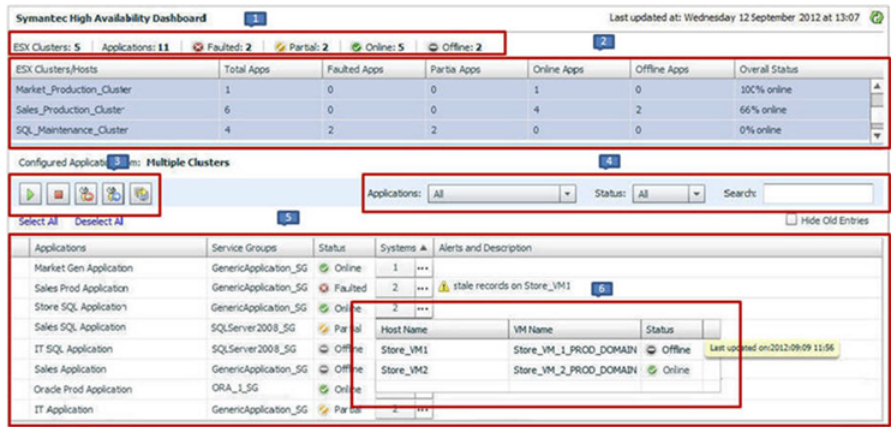 Symantec High Availability Dashboard 1 Last updated at: Wednesday 12 September 2012 at 13:07
ESX Clusters: 5 Applications: 11 Faulted: 2 Partial: 2 Online: 5 Offline: 2 2
ESX Clusters/Hosts Total Apps Faulted Apps Partia Apps Online Apps Offline Apps Overall Status
Market_Production_Cluster 1 0 0 1 0 100% online
Sales_Production_Cluster 6 0 0 4 2 66% online
SQL_Maintenance_Cluster 4 2 2 0 0 0% online
Configured Applicati 3 m: Multiple Clusters 4
Applications: All Status: All Search:
Select All Deselect All 5 Hide Old Entries
Applications Service Groups Status Systems Alerts and Description
Market Gen Application GenericApplication_SG Online 1 ...
Sales Prod Application GenericApplication_SG Faulted 2 ... stale records on Store_VM1 6
Store SQL Application GenericApplication_SG Online 2 ...
Sales SQL Application SQLServer2008_SG Partial Host Name VM Name Status
IT SQL Application SQLServer2008_SG Offline Store_VM1 Store_VM_1_PROD_DOMAIN Offline Last updated on:2012:09:09 11:56
Sales Application GenericApplication_SG Offline Store_VM2 Store_VM_2_PROD_DOMAIN Online
Oracle Prod Application ORA_1_SG Online
IT Application GenericApplication_SG Partial 2 ...